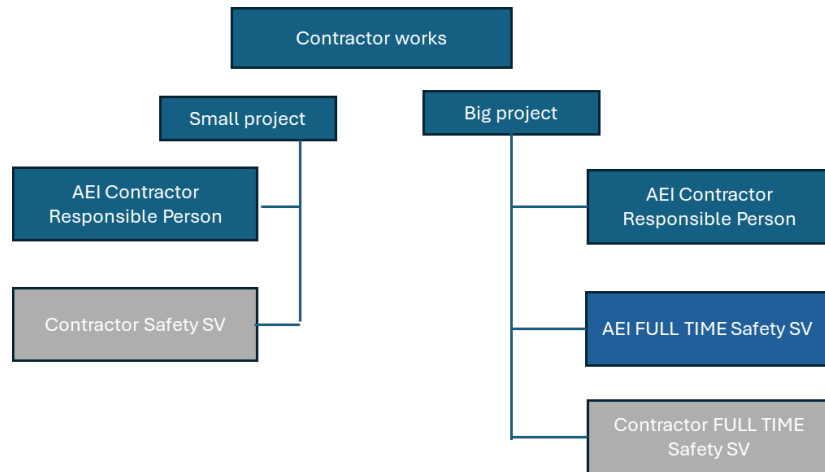 Contractor works
Small project
Big project
AEI Contractor
Responsible Person
AEI Contractor
Responsible Person
Contractor Safety SV
AEI FULL TIME Safety SV
Contractor FULL TIME
Safety SV